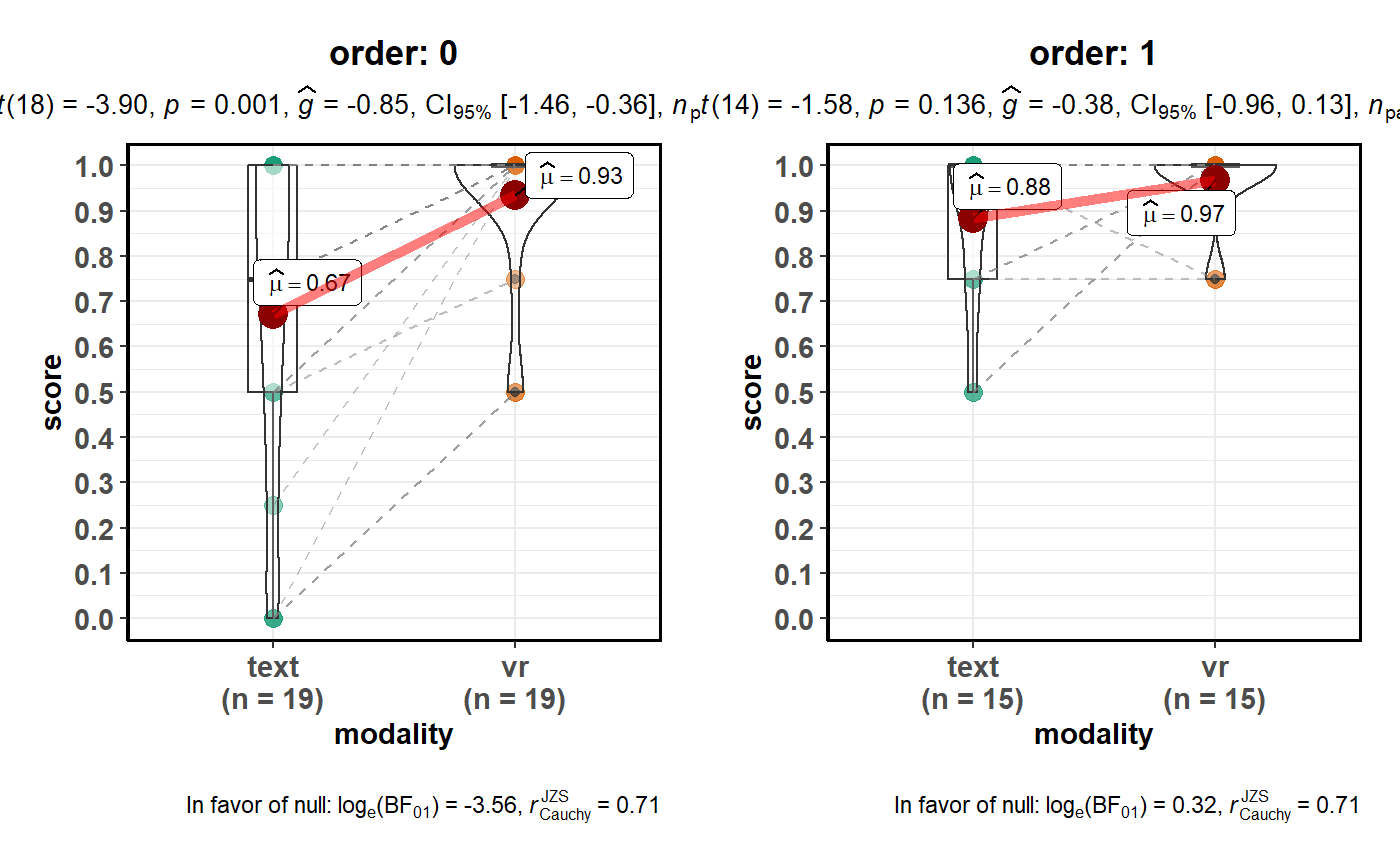 order: 0
t(18) = -3.90, p = 0.001, ĝ = -0.85, CI95% [-1.46, -0.36], np
1.0
0.9
0.8
0.7
0.6
0.5
0.4
0.3
0.2
0.1
0.0
score
μ̂ = 0.67
μ̂ = 0.93
text
(n = 19)
vr
(n = 19)
modality
In favor of null: loge(BF01) = -3.56, rJZSCauchy = 0.71
order: 1
t(14) = -1.58, p = 0.136, ĝ = -0.38, CI95% [-0.96, 0.13], npa
1.0
0.9
0.8
0.7
0.6
0.5
0.4
0.3
0.2
0.1
0.0
score
μ̂ = 0.88
μ̂ = 0.97
text
(n = 15)
vr
(n = 15)
modality
In favor of null: loge(BF01) = 0.32, rJZSCauchy = 0.71